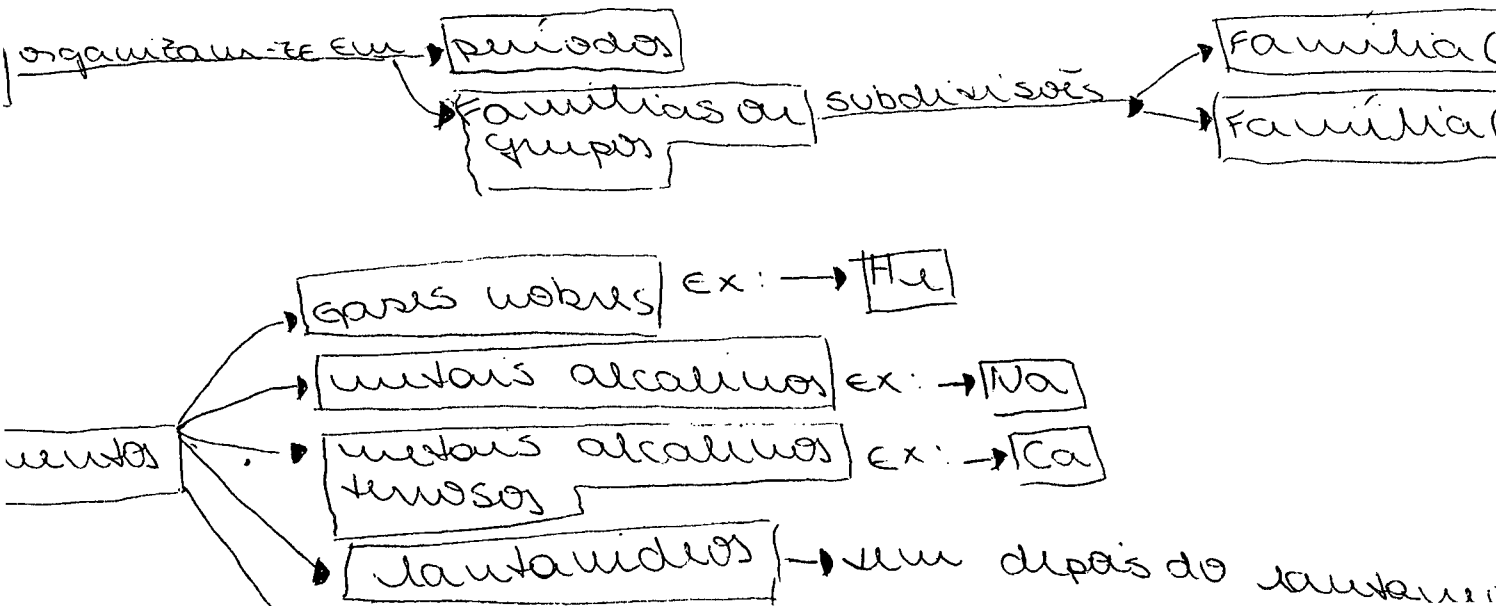 organizam-se em períodos
Famílias ou subdivisões Família (
grupos Família (
Gases nobres Ex: He
metais alcalinos Ex: Na
metais alcalinos Ex: Ca
mentos terrosos
lantanídeos vem depois do